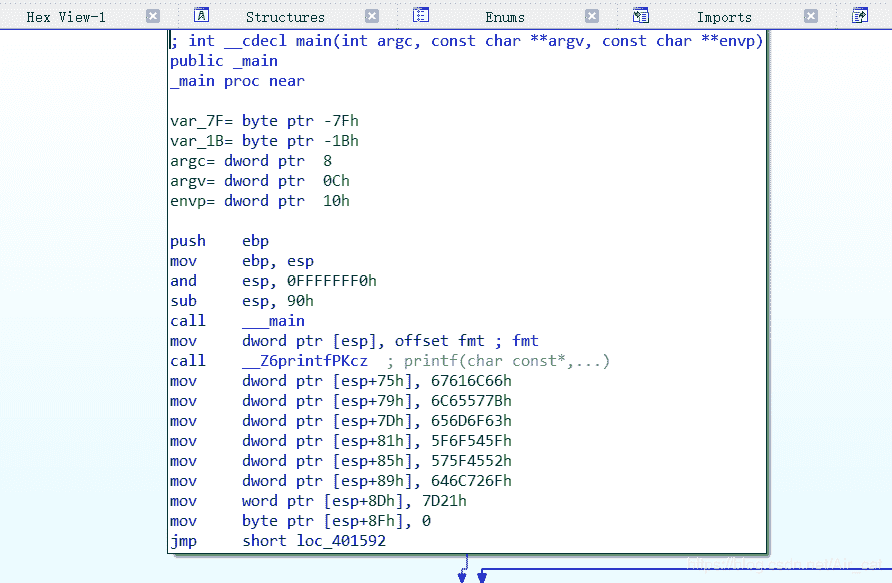 Hex View-1 Structures Enums Imports
; int __cdecl main(int argc, const char **argv, const char **envp)
public _main
_main proc near
var_7F= byte ptr -7Fh
var_1B= byte ptr -1Bh
argc= dword ptr 8
argv= dword ptr 0Ch
envp= dword ptr 10h
push ebp
mov ebp, esp
and esp, 0FFFFFFF0h
sub esp, 90h
call ___main
mov dword ptr [esp], offset fmt ; fmt
call __Z6printfPKcz ; printf(char const*,...)
mov dword ptr [esp+75h], 67616C66h
mov dword ptr [esp+79h], 6C65577Bh
mov dword ptr [esp+7Dh], 656D6F63h
mov dword ptr [esp+81h], 5F6F545Fh
mov dword ptr [esp+85h], 575F4552h
mov dword ptr [esp+89h], 646C726Fh
mov word ptr [esp+8Dh], 7D21h
mov byte ptr [esp+8Fh], 0
jmp short loc_401592